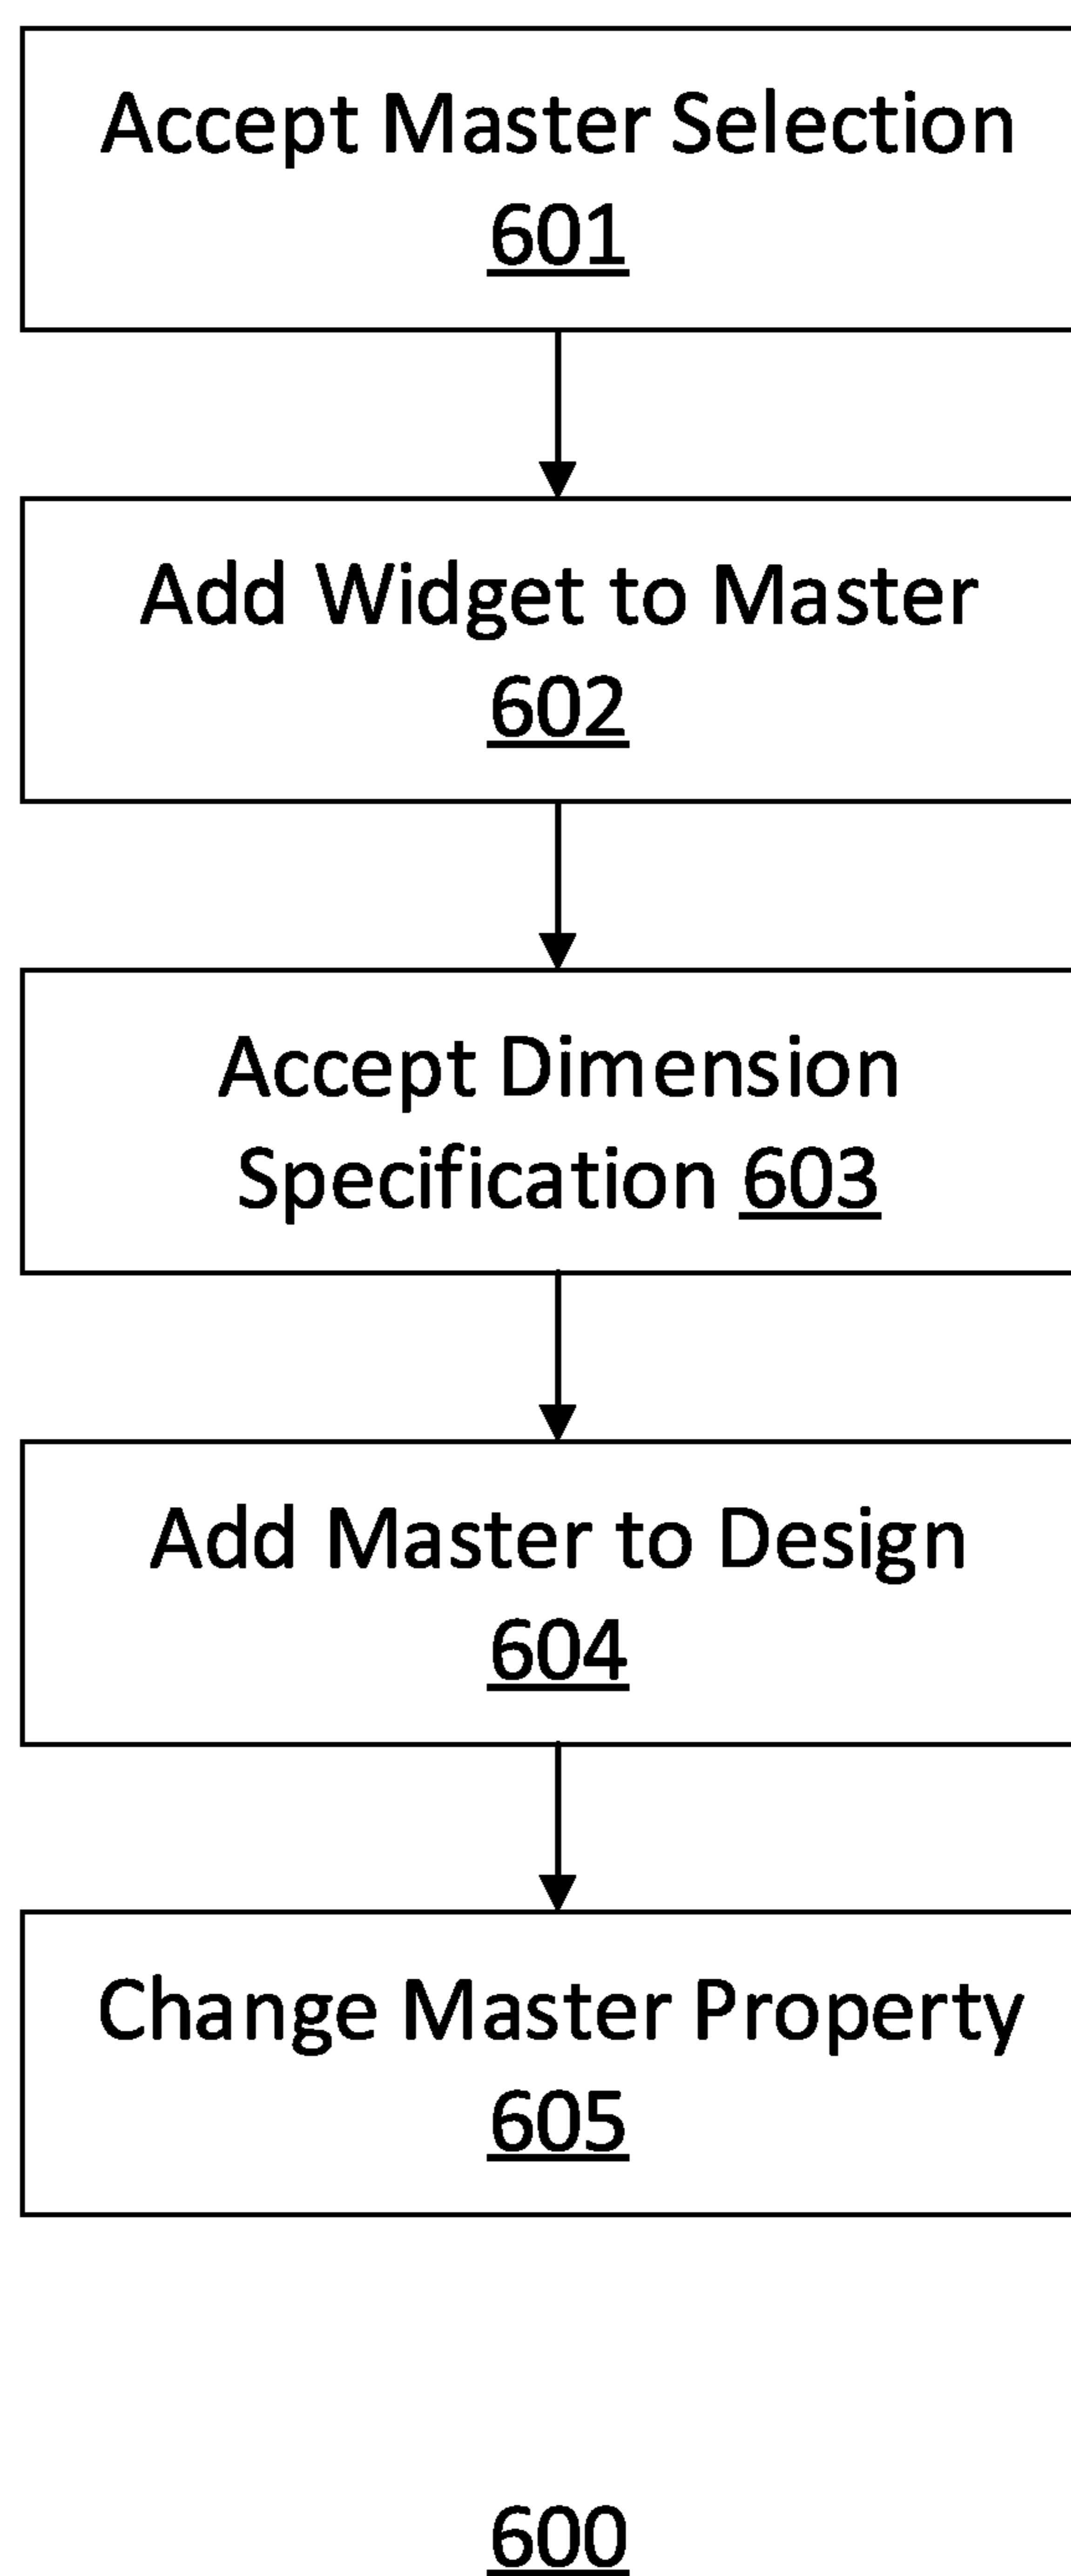 Accept Master Selection
601
Add Widget to Master
602
Accept Dimension
Specification 603
Add Master to Design
604
Change Master Property
605
600